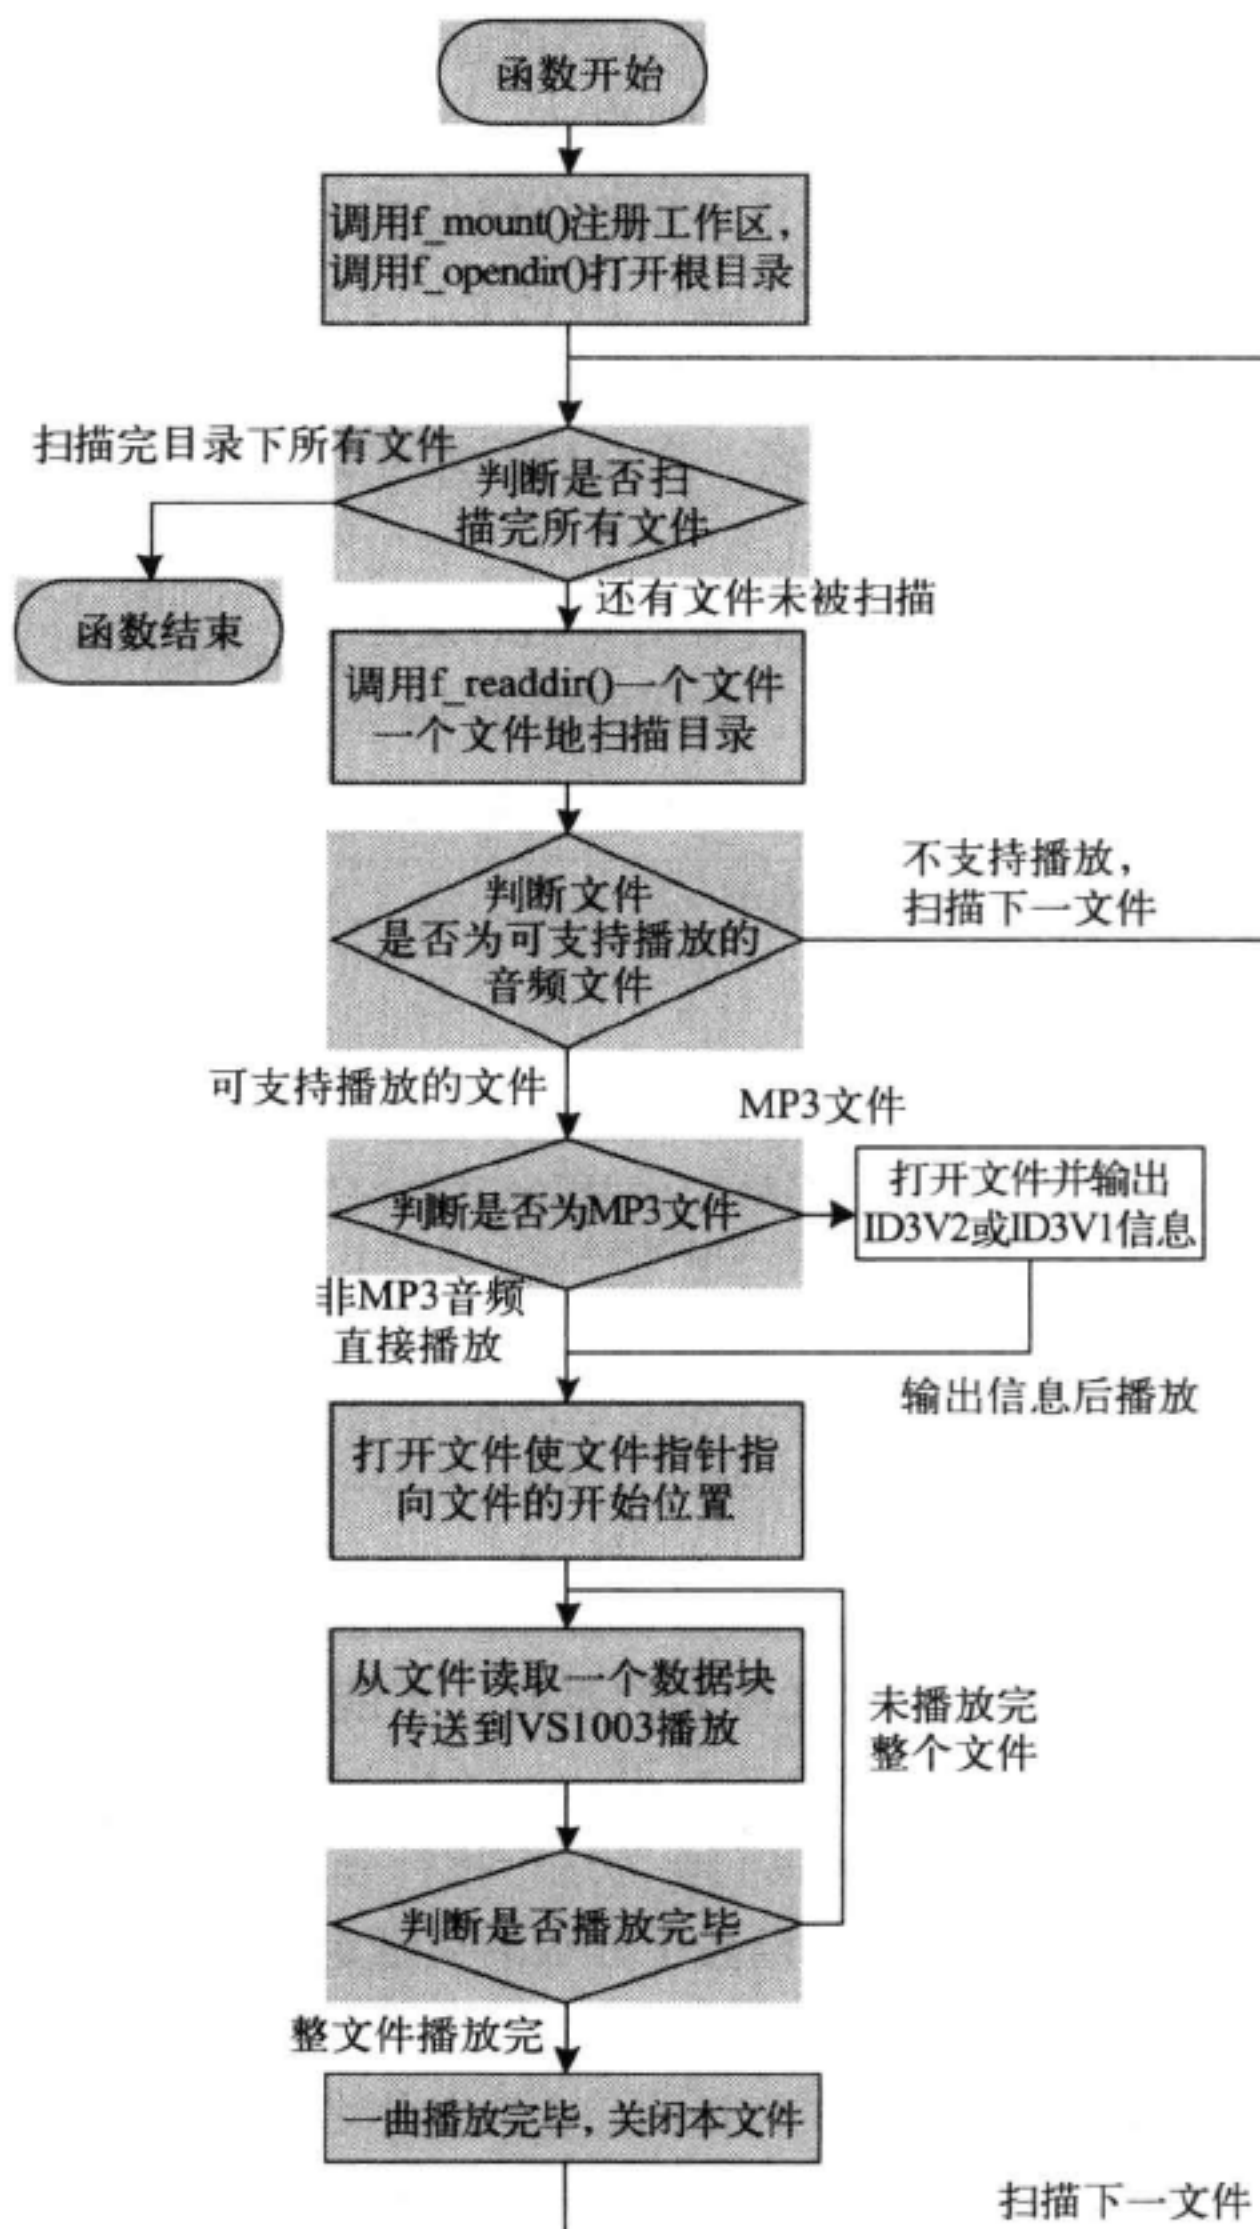 函数开始
调用f_mount()注册工作区，
调用f_opendir()打开根目录
扫描完目录下所有文件
判断是否扫
描完所有文件
还有文件未被扫描
函数结束
调用f_readdir()一个文件
一个文件地扫描目录
判断文件
是否为可支持播放的
音频文件
不支持播放，
扫描下一文件
可支持播放的文件
MP3文件
判断是否为MP3文件
打开文件并输出
ID3V2或ID3V1信息
非MP3音频
直接播放
输出信息后播放
打开文件使文件指针指
向文件的开始位置
从文件读取一个数据块
传送到VS1003播放
未播放完
整个文件
判断是否播放完毕
整文件播放完
一曲播放完毕，关闭本文件
扫描下一文件